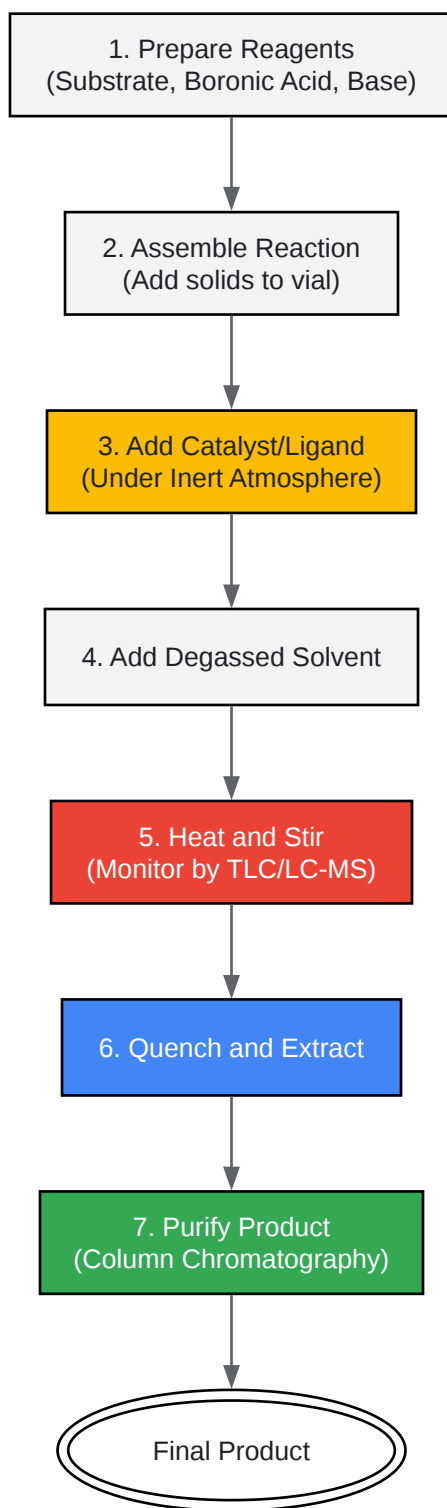 1. Prepare Reagents
(Substrate, Boronic Acid, Base)
2. Assemble Reaction
(Add solids to vial)
3. Add Catalyst/Ligand
(Under Inert Atmosphere)
4. Add Degassed Solvent
5. Heat and Stir
(Monitor by TLC/LC-MS)
6. Quench and Extract
7. Purify Product
(Column Chromatography)
Final Product